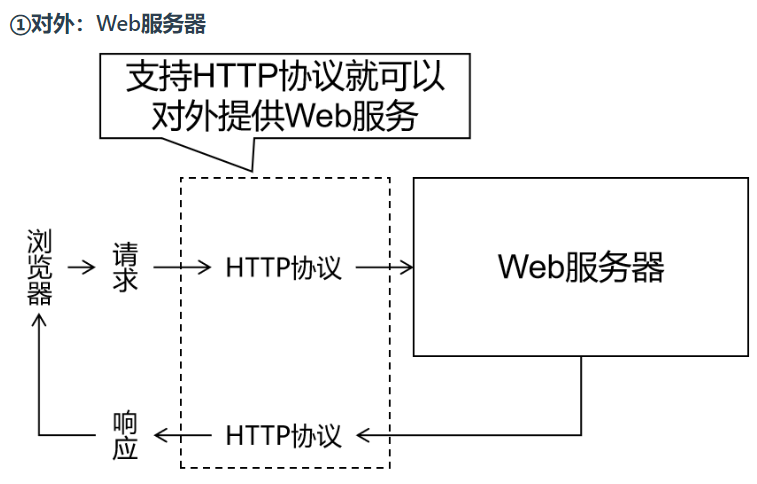 ①对外：Web服务器
支持HTTP协议就可以
对外提供Web服务
浏览器
请求
HTTP协议
Web服务器
响应
HTTP协议